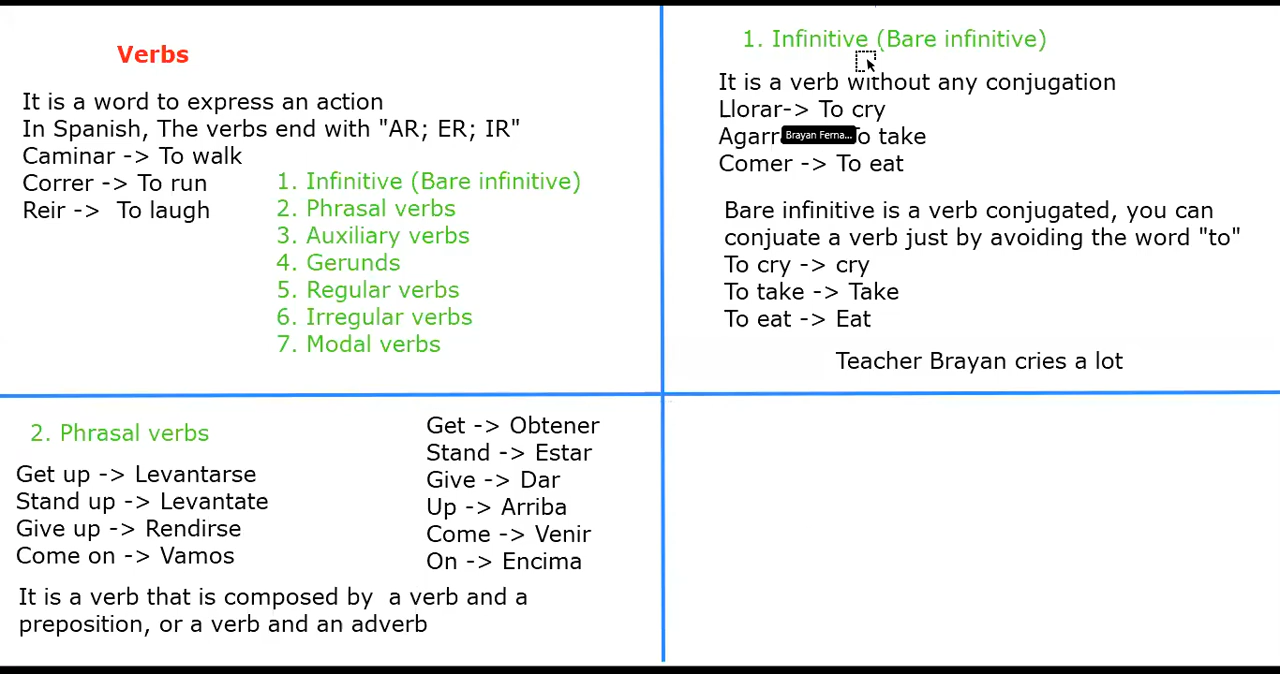 Verbs
It is a word to express an action
In Spanish, The verbs end with "AR; ER; IR"
Caminar -> To walk
Correr -> To run
Reir -> To laugh
1. Infinitive (Bare infinitive)
2. Phrasal verbs
3. Auxiliary verbs
4. Gerunds
5. Regular verbs
6. Irregular verbs
7. Modal verbs
1. Infinitive (Bare infinitive)
It is a verb without any conjugation
Llorar-> To cry
Brayan Ferna...
take
Comer -> To eat
Bare infinitive is a verb conjugated, you can
conjuate a verb just by avoiding the word "to"
To cry -> cry
To take -> Take
To eat -> Eat
Teacher Brayan cries a lot
2. Phrasal verbs
Get up -> Levantarse
Stand up -> Levantate
Give up -> Rendirse
Come on -> Vamos
Get -> Obtener
Stand -> Estar
Give -> Dar
Up -> Arriba
Come -> Venir
On -> Encima
It is a verb that is composed by a verb and a
preposition, or a verb and an adverb